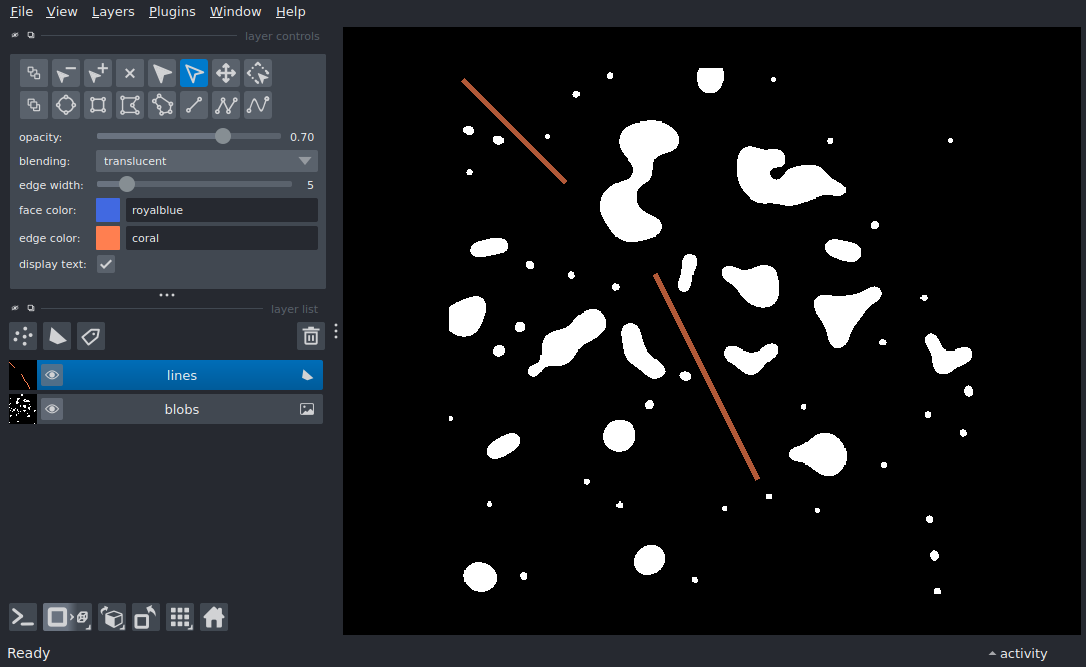 File View Layers Plugins Window Help
layer controls
opacity: 0.70
blending: translucent
edge width: 5
face color: royalblue
edge color: coral
display text:
layer list
lines
blobs
Ready
activity